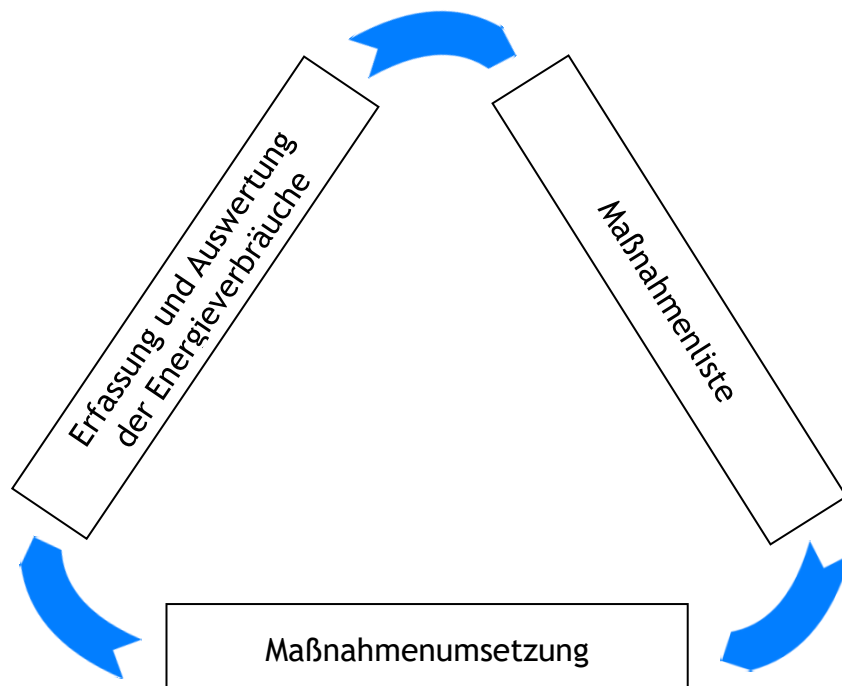 Erfassung und Auswertung
der Energieverbräuche
Maßnahmenliste
Maßnahmenumsetzung